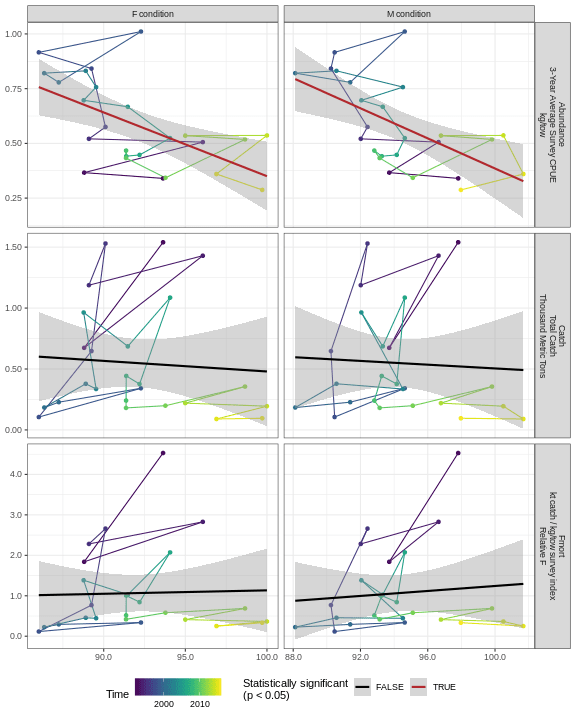 F condition
M condition
1.00
0.75
0.50
0.25
Abundance
3-Year Average Survey CPUE
kg/tow
1.50
1.00
0.50
0.00
Catch
Total Catch
Thousand Metric Tons
4.0
3.0
2.0
1.0
0.0
Fmort
kt catch / kg/tow survey index
Relative F
90.0
95.0
100.0
88.0
92.0
96.0
100.0
Time
2000
2010
Statistically significant
(p < 0.05)
FALSE
TRUE